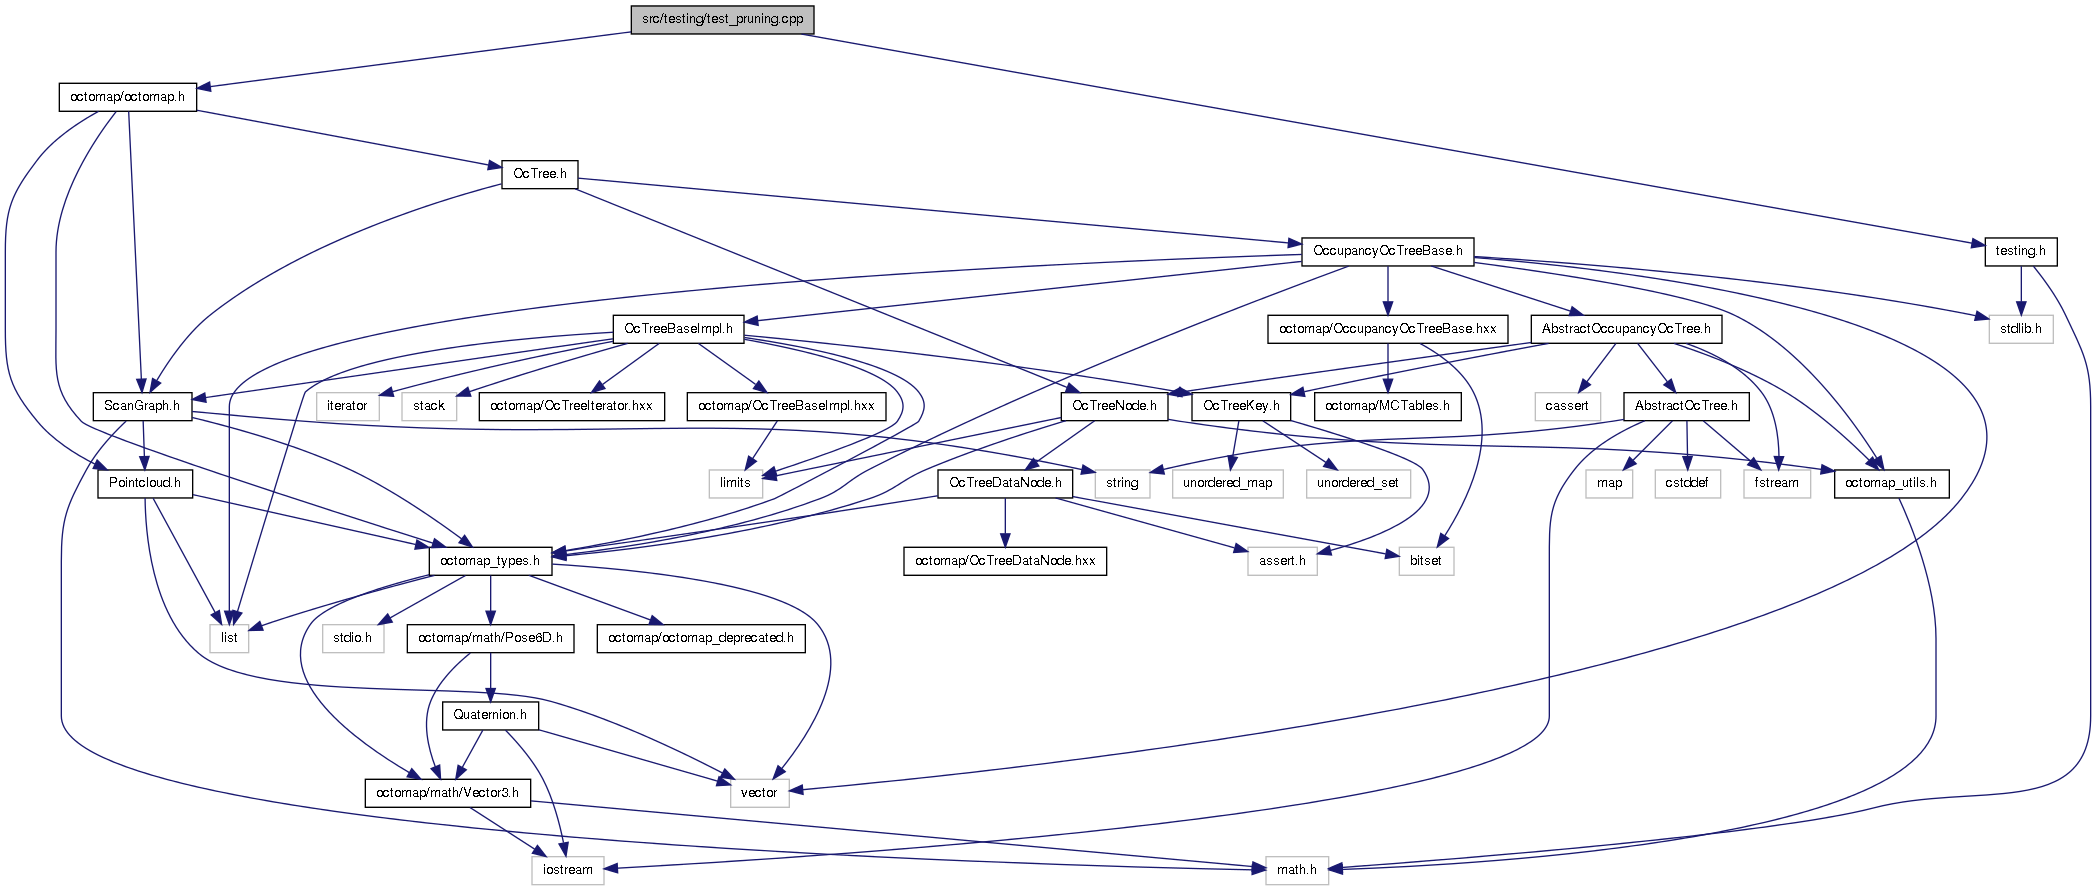 src/testing/test_pruning.cpp
octomap/octomap.h
OcTree.h
OccupancyOcTreeBase.h
testing.h
OcTreeBaseImpl.h
octomap/OccupancyOcTreeBase.hxx
AbstractOccupancyOcTree.h
stdlib.h
ScanGraph.h
iterator
stack
octomap/OcTreeIterator.hxx
octomap/OcTreeBaseImpl.hxx
OcTreeNode.h
OcTreeKey.h
octomap/MCTables.h
cassert
AbstractOcTree.h
Pointcloud.h
limits
OcTreeDataNode.h
string
unordered_map
unordered_set
map
cstddef
fstream
octomap_utils.h
octomap_types.h
octomap/OcTreeDataNode.hxx
assert.h
bitset
list
stdio.h
octomap/math/Pose6D.h
octomap/octomap_deprecated.h
Quaternion.h
octomap/math/Vector3.h
vector
iostream
math.h